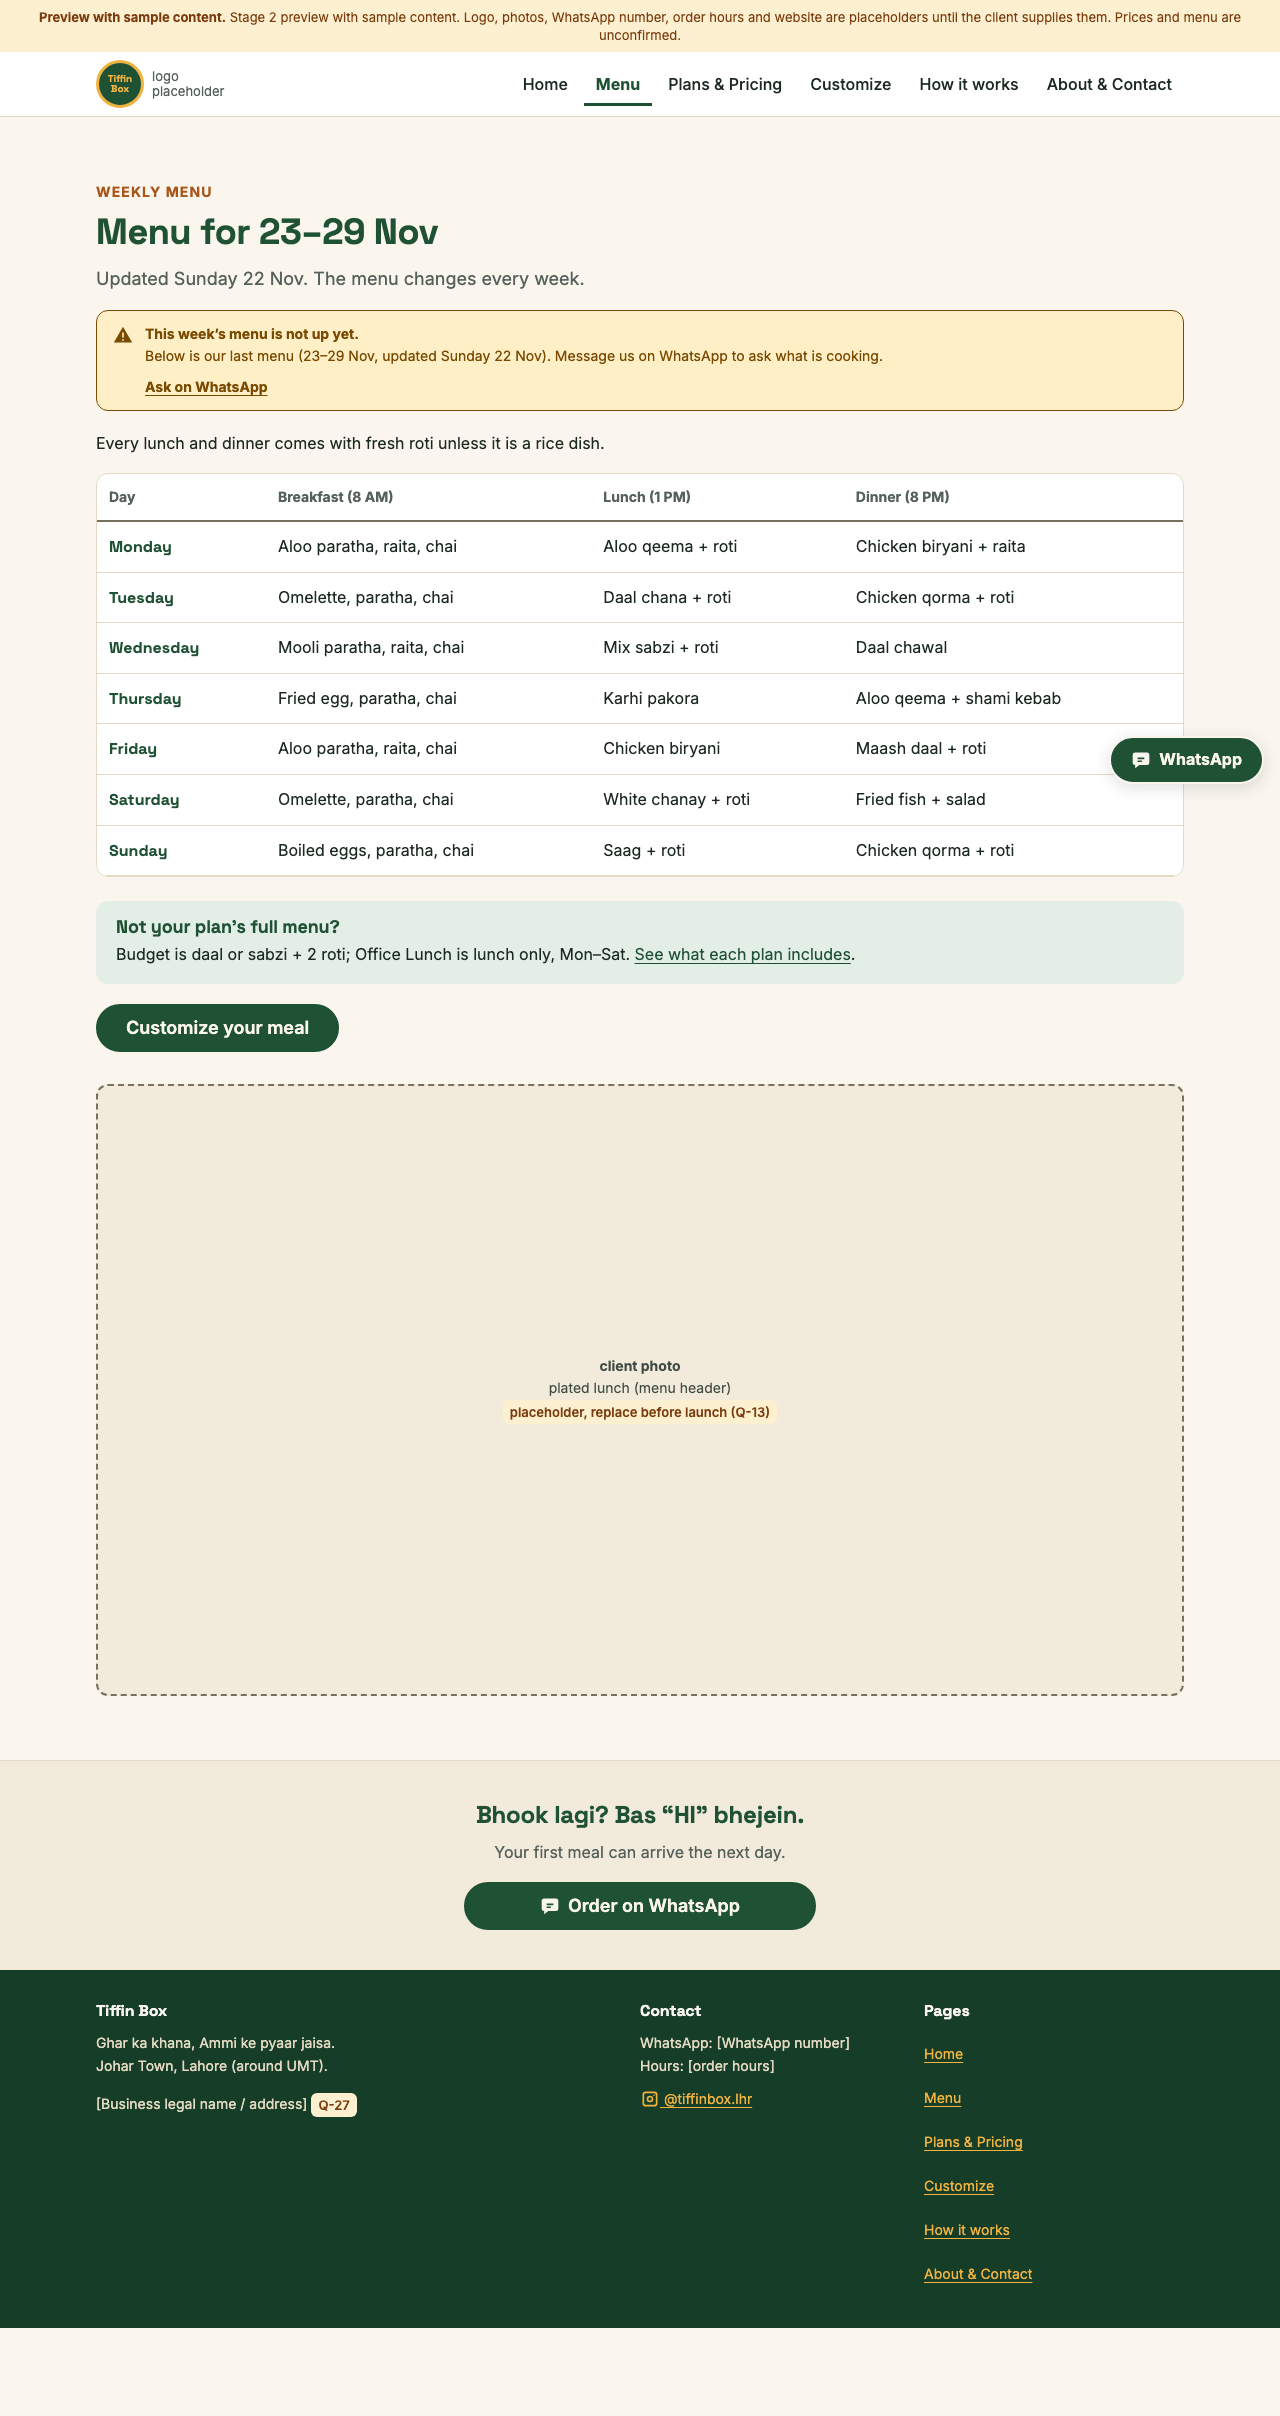 Preview with sample content. Stage 2 preview with sample content. Logo, photos, WhatsApp number, order hours and website are placeholders until the client supplies them. Prices and menu are
unconfirmed.
Tiffin
Box
logo
placeholder
Home
Menu
Plans & Pricing
Customize
How it works
About & Contact
WEEKLY MENU
Menu for 23–29 Nov
Updated Sunday 22 Nov. The menu changes every week.
This week’s menu is not up yet.
Below is our last menu (23–29 Nov, updated Sunday 22 Nov). Message us on WhatsApp to ask what is cooking.
Ask on WhatsApp
Every lunch and dinner comes with fresh roti unless it is a rice dish.
Day Breakfast (8 AM) Lunch (1 PM) Dinner (8 PM)
Monday Aloo paratha, raita, chai Aloo qeema + roti Chicken biryani + raita
Tuesday Omelette, paratha, chai Daal chana + roti Chicken qorma + roti
Wednesday Mooli paratha, raita, chai Mix sabzi + roti Daal chawal
Thursday Fried egg, paratha, chai Karhi pakora Aloo qeema + shami kebab
Friday Aloo paratha, raita, chai Chicken biryani Maash daal + roti
WhatsApp
Saturday Omelette, paratha, chai White chanay + roti Fried fish + salad
Sunday Boiled eggs, paratha, chai Saag + roti Chicken qorma + roti
Not your plan’s full menu?
Budget is daal or sabzi + 2 roti; Office Lunch is lunch only, Mon–Sat. See what each plan includes.
Customize your meal
client photo
plated lunch (menu header)
placeholder, replace before launch (Q-13)
Bhook lagi? Bas “HI” bhejein.
Your first meal can arrive the next day.
Order on WhatsApp
Tiffin Box
Ghar ka khana, Ammi ke pyaar jaisa.
Johar Town, Lahore (around UMT).
[Business legal name / address] Q-27
Contact
WhatsApp: [WhatsApp number]
Hours: [order hours]
@tiffinbox.lhr
Pages
Home
Menu
Plans & Pricing
Customize
How it works
About & Contact